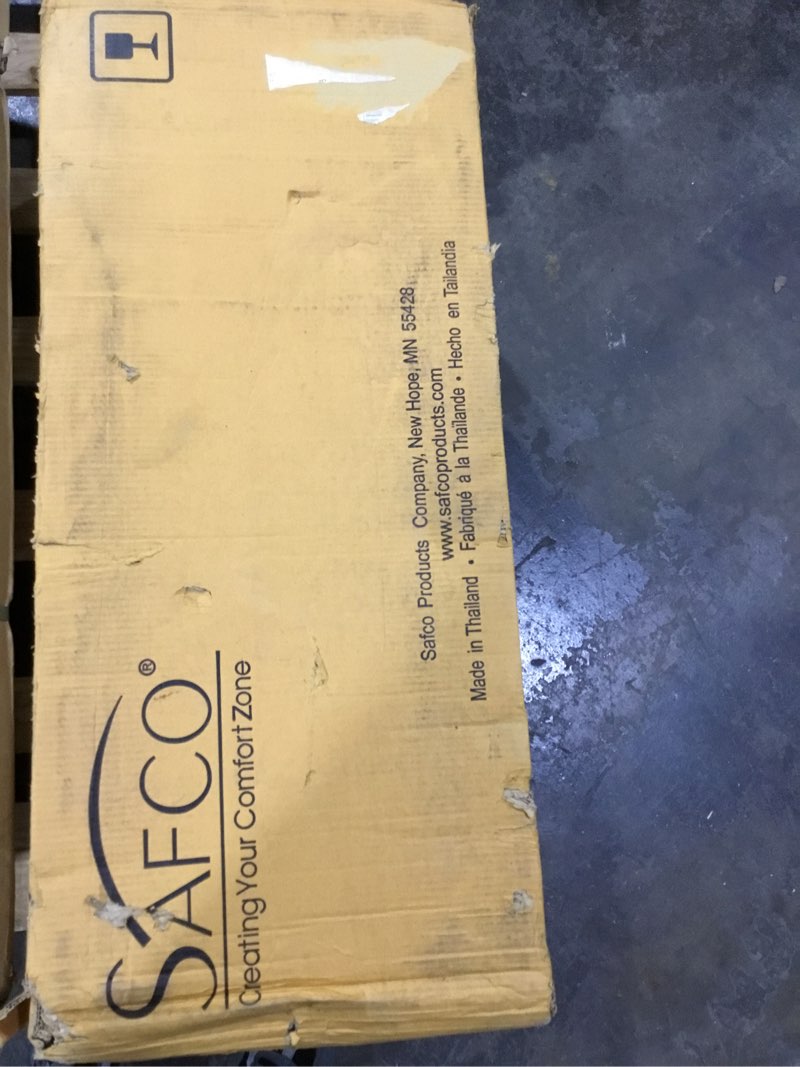 SAFCO®
Creating Your Comfort Zone
Safco Products Company, New Hope, MN 55428
www.safcoproducts.com
Made in Thailand • Fabriqué à la Thaïlande • Hecho en Tailandia